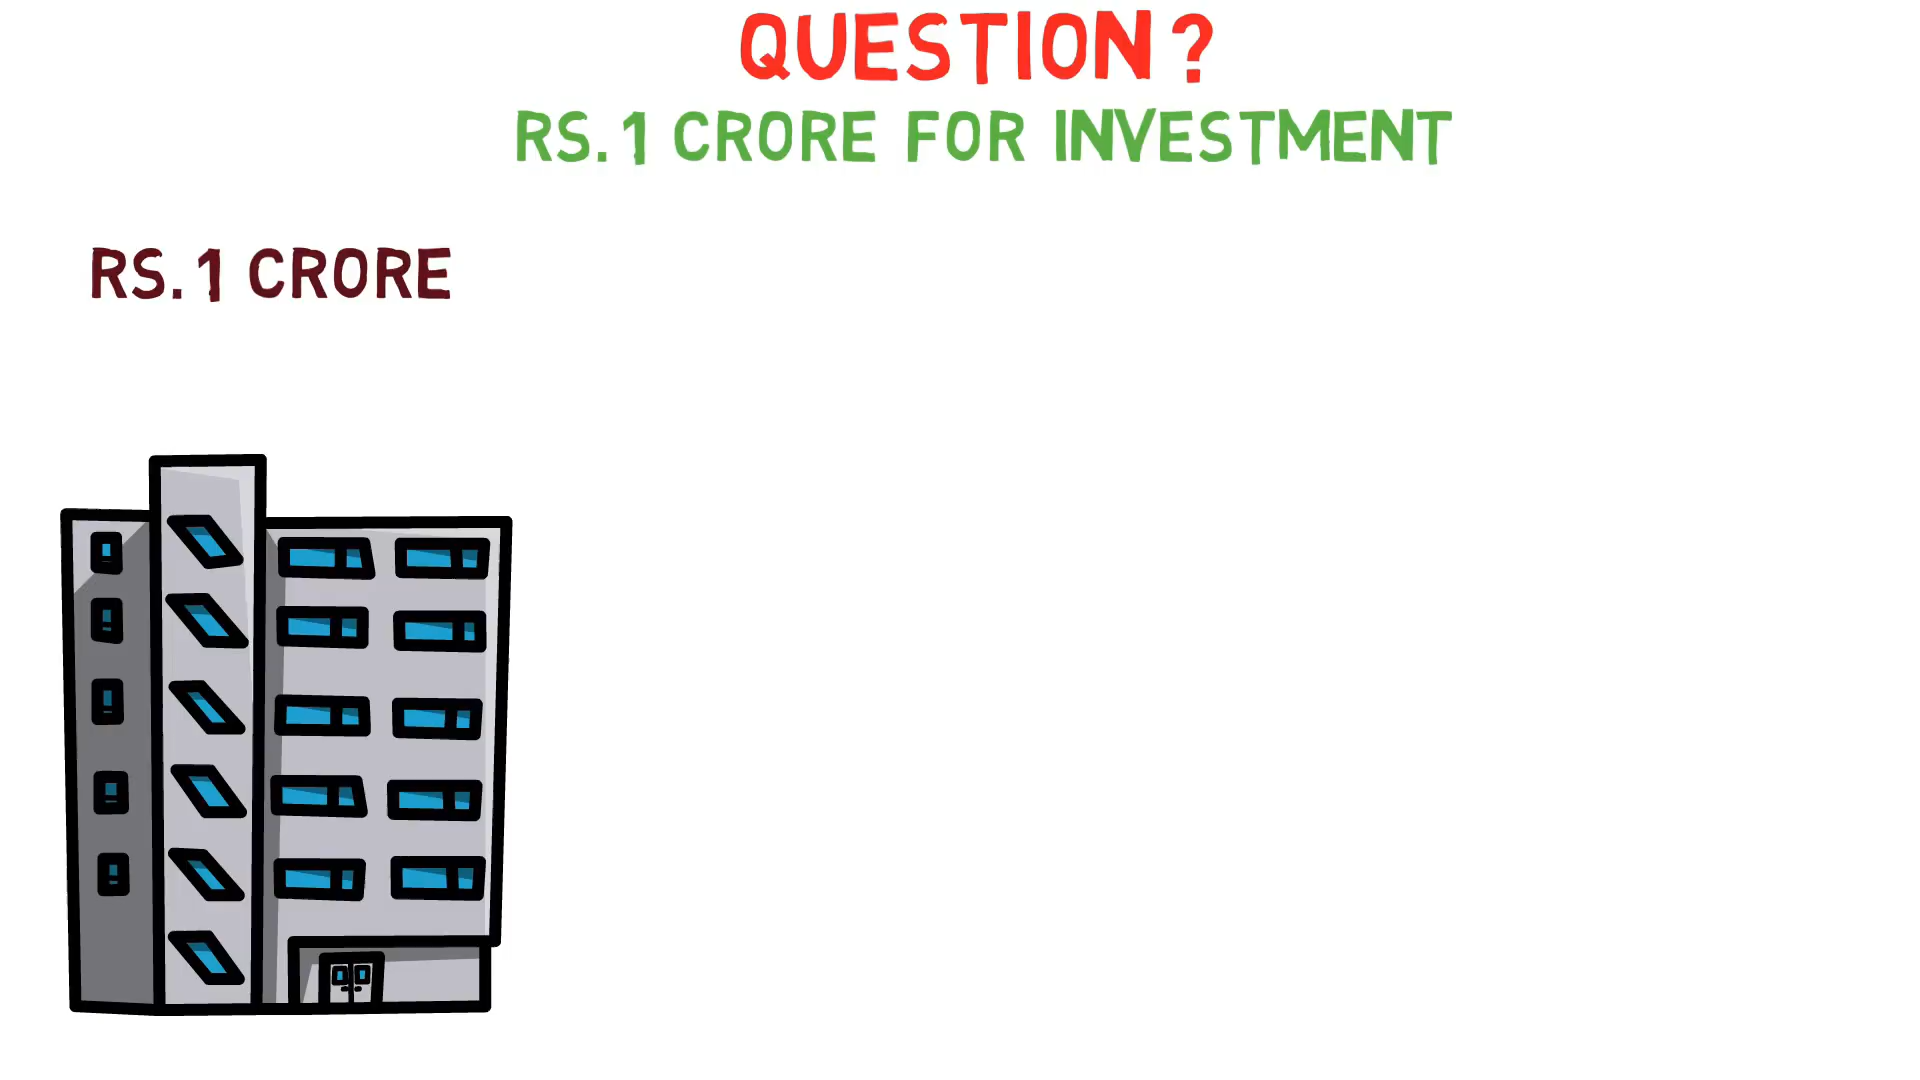 QUESTION?
RS. 1 CRORE FOR INVESTMENT
RS. 1 CRORE